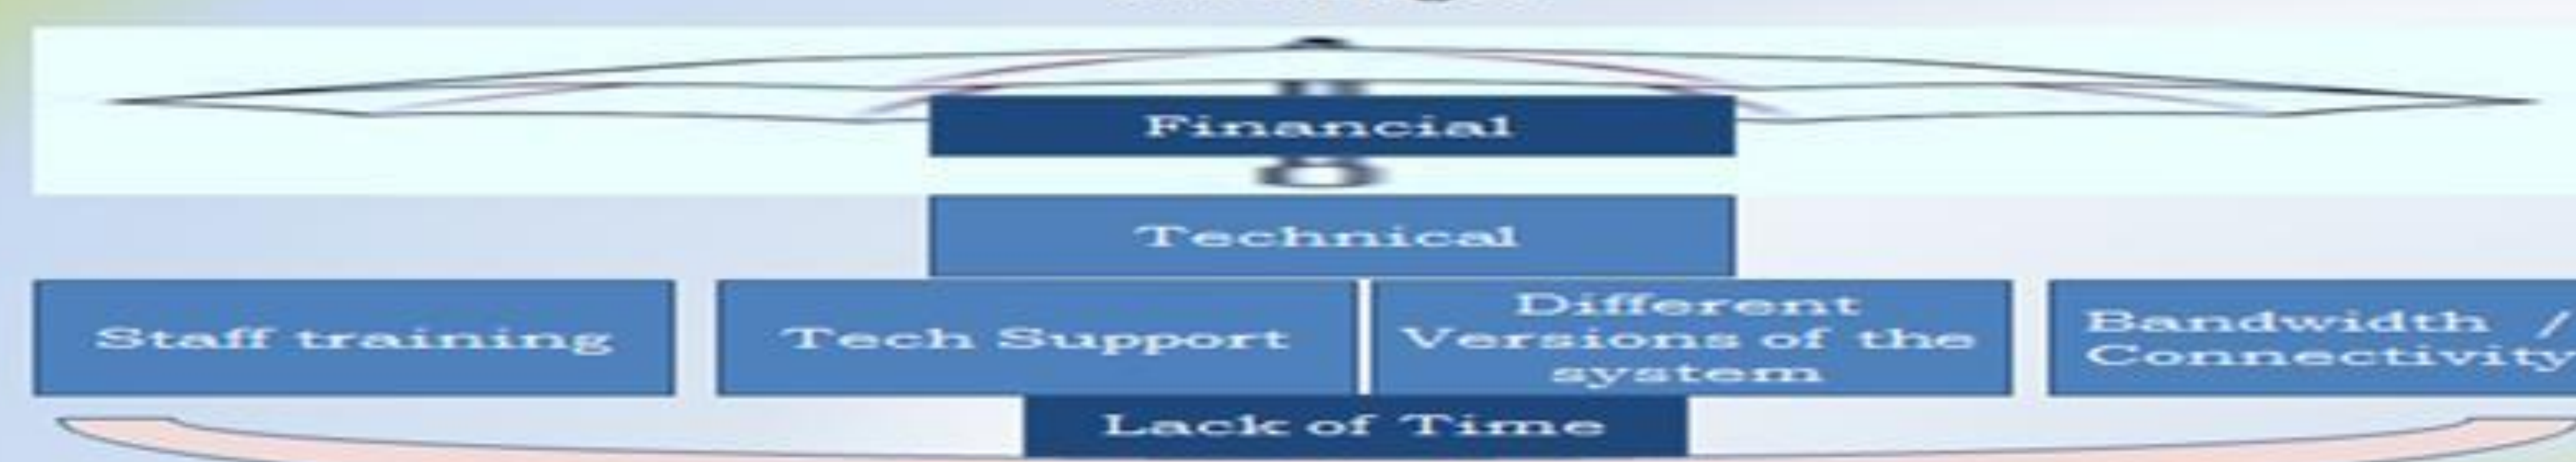 Financial
Technical
Staff training
Tech Support
Different
Versions of the
system
Bandwidth /
Connectivity
Lack of Time